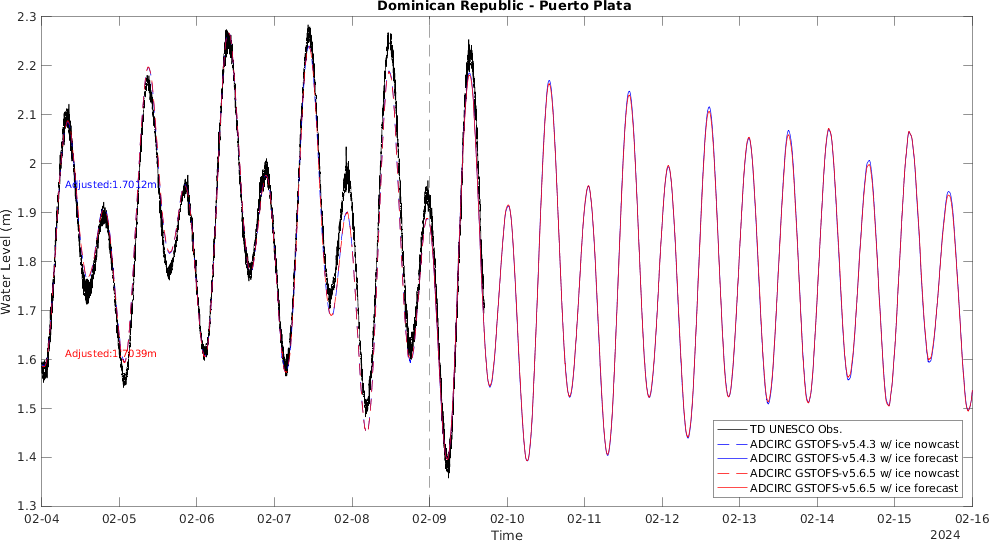 Dominican Republic - Puerto Plata
2.3
2.2
2.1
2
1.9
1.8
1.7
1.6
1.5
1.4
1.3
Water Level (m)
Adjusted:1.7012m
Adjusted:1.7039m
TD UNESCO Obs.
ADCIRC GSTOFS-v5.4.3 w/ ice nowcast
ADCIRC GSTOFS-v5.4.3 w/ ice forecast
ADCIRC GSTOFS-v5.6.5 w/ ice nowcast
ADCIRC GSTOFS-v5.6.5 w/ ice forecast
02-04 02-05 02-06 02-07 02-08 02-09 02-10 02-11 02-12 02-13 02-14 02-15 02-16
Time
2024